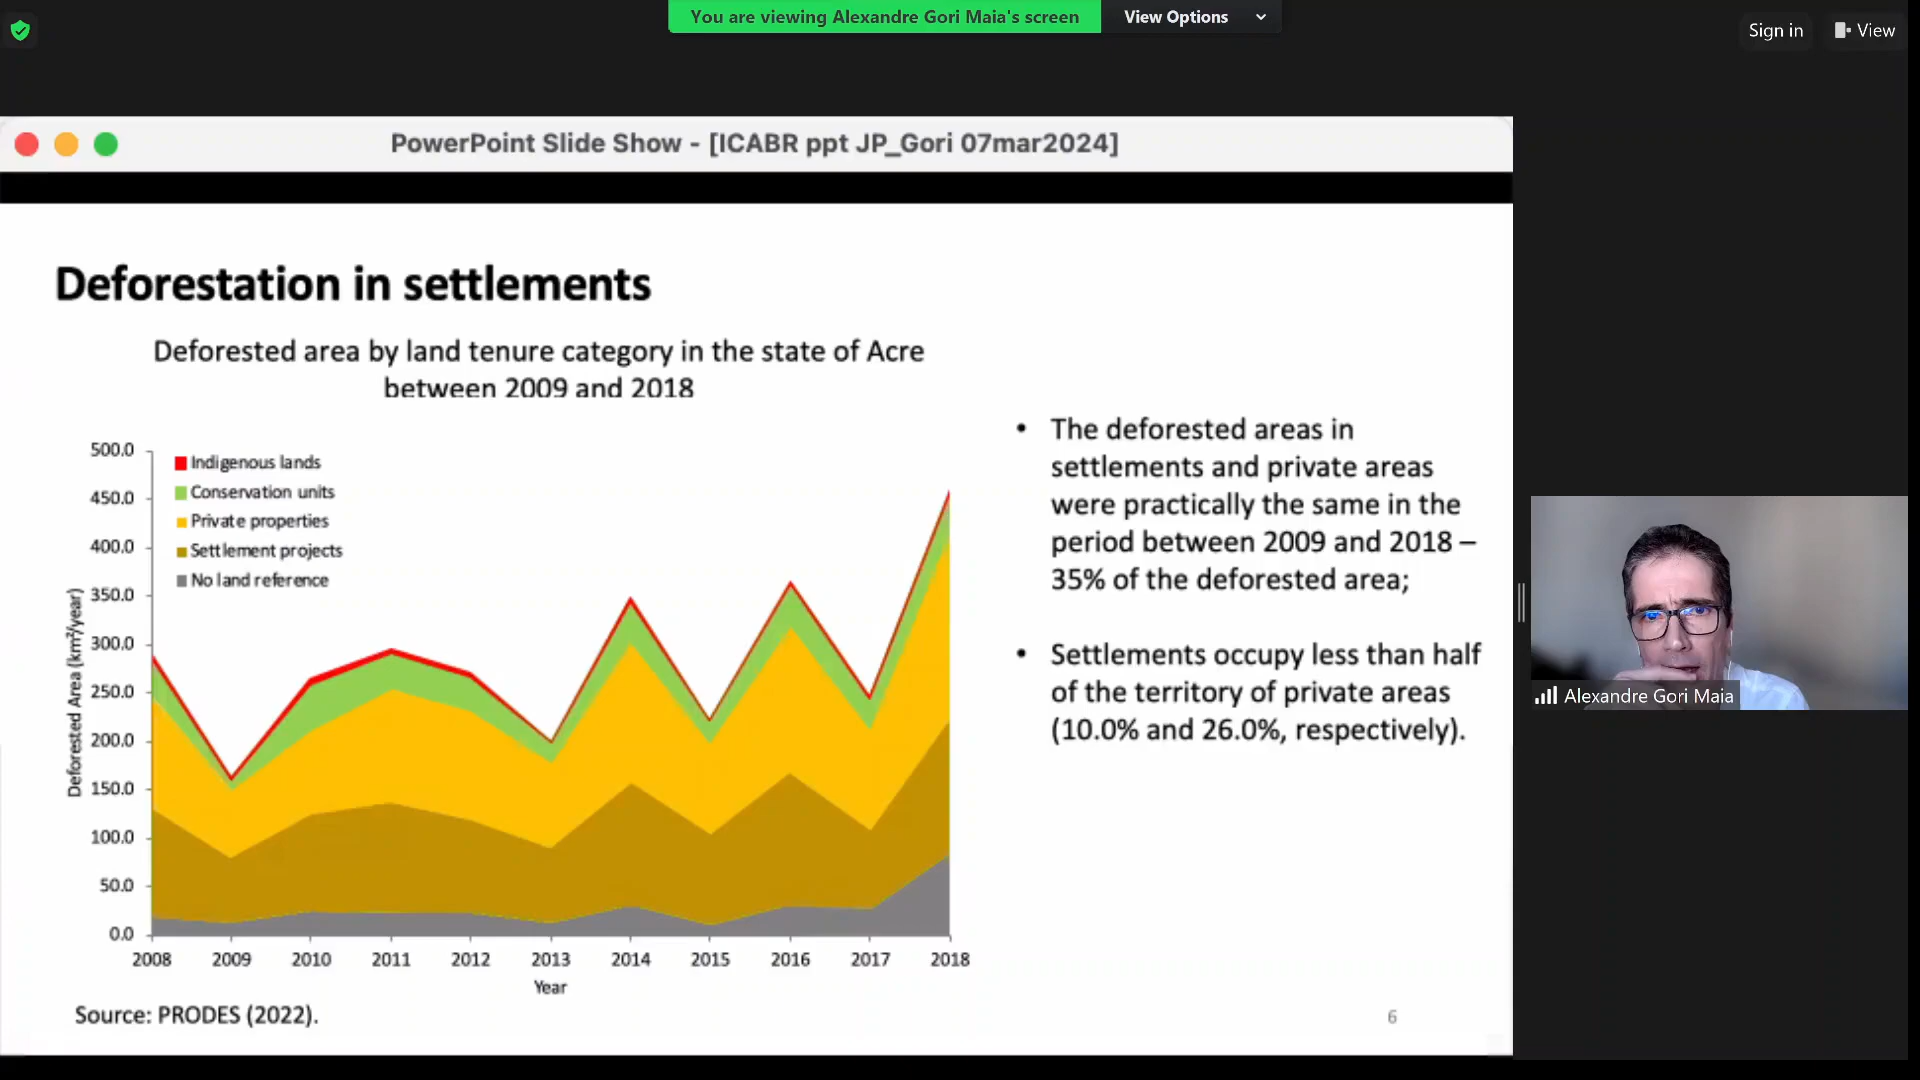 You are viewing Alexandre Gori Maia's screen
View Options
Sign in
View
PowerPoint Slide Show - [ICABR ppt JP_Gori 07mar2024]
Deforestation in settlements
Deforested area by land tenure category in the state of Acre
between 2009 and 2018
500.0
450.0
400.0
350.0
300.0
250.0
200.0
150.0
100.0
50.0
0.0
Deforested Area (km²/year)
Indigenous lands
Conservation units
Private properties
Settlement projects
No land reference
2008 2009 2010 2011 2012 2013 2014 2015 2016 2017 2018
Year
Source: PRODES (2022).
• The deforested areas in
settlements and private areas
were practically the same in the
period between 2009 and 2018 –
35% of the deforested area;
• Settlements occupy less than half
of the territory of private areas
(10.0% and 26.0%, respectively).
6
Alexandre Gori Maia